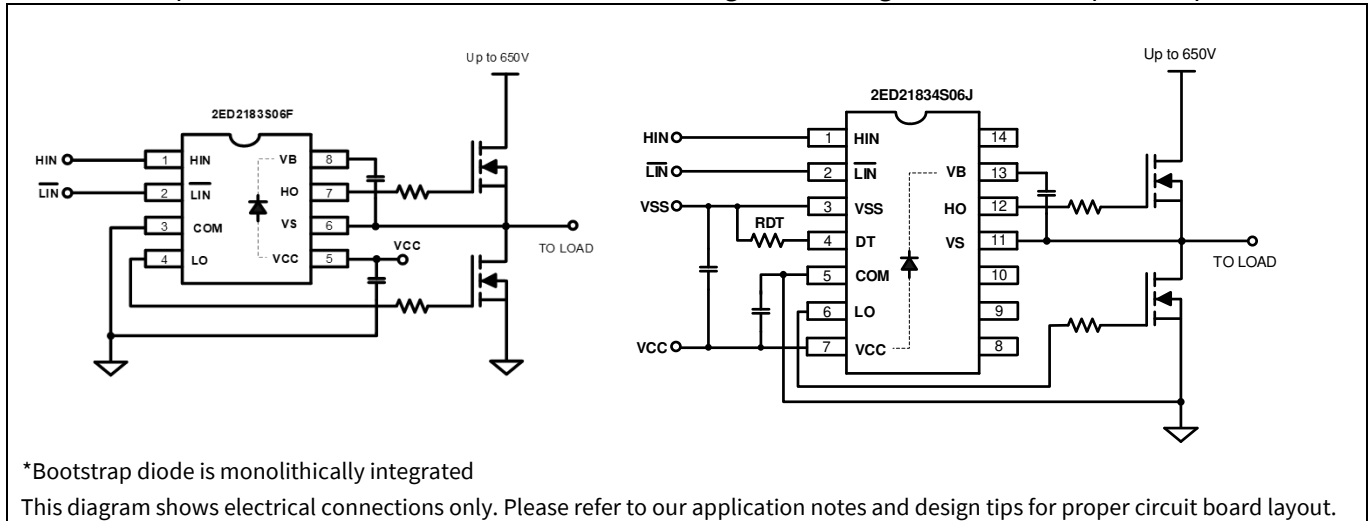 Up to 650V
2ED2183S06F
HIN
1
HIN
VB
8
LIN
2
LIN
HO
7
3
COM
VS
6
4
LO
VCC
5
VCC
TO LOAD
Up to 650V
2ED21834S06J
HIN
1
HIN
14
LIN
2
LIN
VB
13
VSS
3
VSS
HO
12
RDT
4
DT
VS
11
5
COM
10
6
LO
9
VCC
7
VCC
8
TO LOAD
*Bootstrap diode is monolithically integrated
This diagram shows electrical connections only. Please refer to our application notes and design tips for proper circuit board layout.